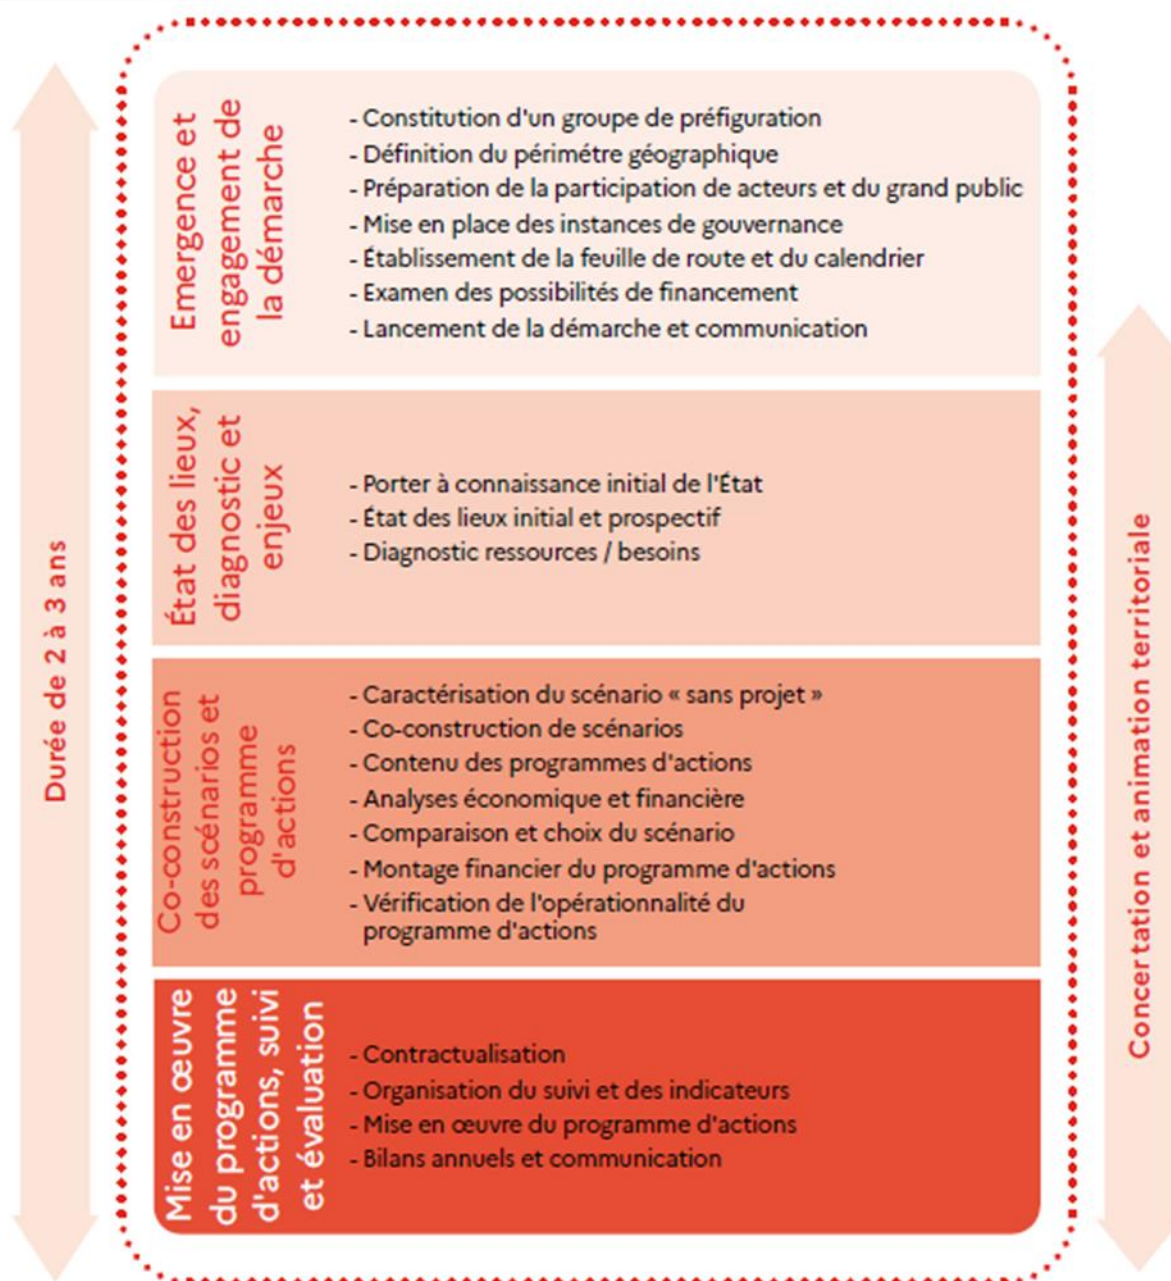 Durée de 2 à 3 ans
Emergence et
engagement de
la démarche
- Constitution d'un groupe de préfiguration
- Définition du périmétre géographique
- Préparation de la participation de acteurs et du grand public
- Mise en place des instances de gouvernance
- Établissement de la feuille de route et du calendrier
- Examen des possibilités de financement
- Lancement de la démarche et communication
État des lieux,
diagnostic et
enjeux
- Porter à connaissance initial de l'État
- État des lieux initial et prospectif
- Diagnostic ressources / besoins
Co-construction
des scénarios et
programme
d'actions
- Caractérisation du scénario « sans projet »
- Co-construction de scénarios
- Contenu des programmes d'actions
- Analyses économique et financière
- Comparaison et choix du scénario
- Montage financier du programme d'actions
- Vérification de l'opérationnalité du
programme d'actions
Mise en œuvre
du programme
d'actions, suivi
et évaluation
- Contractualisation
- Organisation du suivi et des indicateurs
- Mise en œuvre du programme d'actions
- Bilans annuels et communication
Concertation et animation territoriale